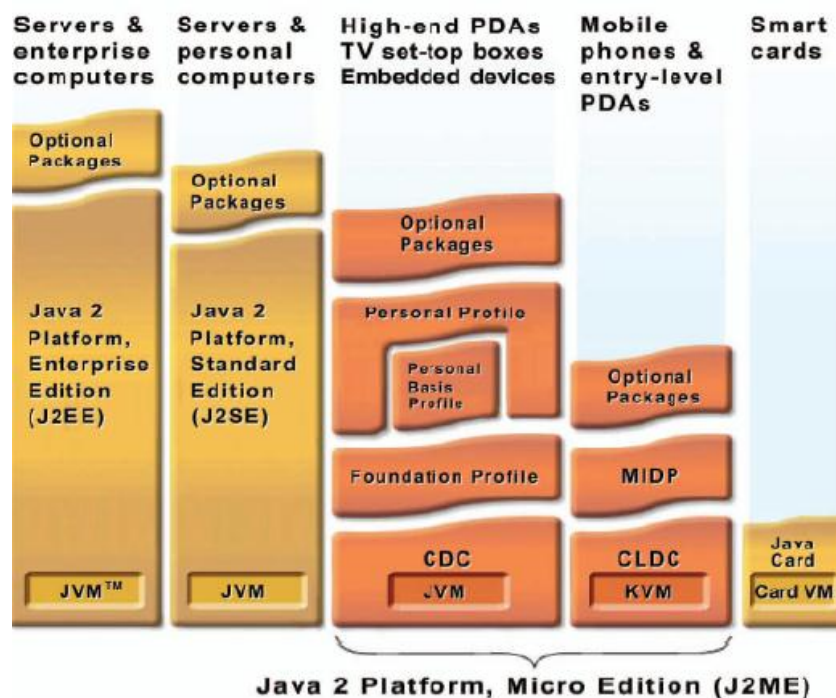 Servers &
enterprise
computers
Servers &
personal
computers
High-end PDAs
TV set-top boxes
Embedded devices
Mobile
phones &
entry-level
PDAs
Smart
cards
Optional
Packages
Java 2
Platform,
Enterprise
Edition
(J2EE)
JVM™
Optional
Packages
Java 2
Platform,
Standard
Edition
(J2SE)
JVM
Optional
Packages
Personal Profile
Personal
Basis
Profile
Foundation Profile
CDC
JVM
Optional
Packages
MIDP
CLDC
KVM
Java
Card
Card VM
Java 2 Platform, Micro Edition (J2ME)